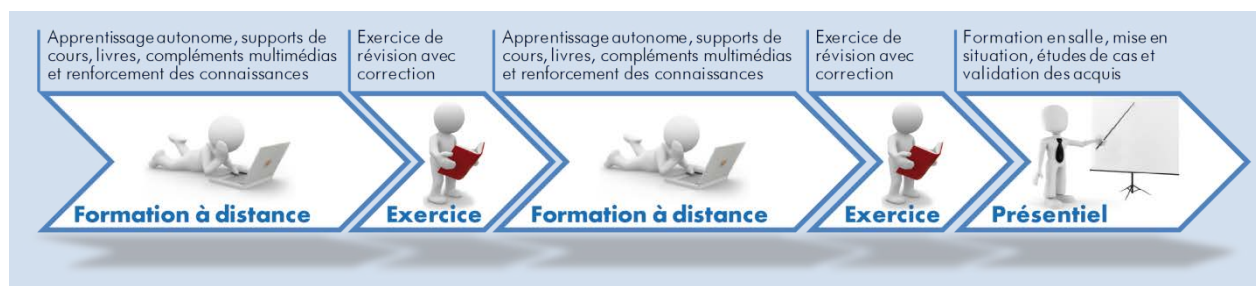 Apprentissage autonome, supports de
cours, livres, compléments multimédias
et renforcement des connaissances
Exercice de
révision avec
correction
Apprentissage autonome, supports de
cours, livres, compléments multimédias
et renforcement des connaissances
Exercice de
révision avec
correction
Formation en salle, mise en
situation, études de cas et
validation des acquis
Formation à distance
Exercice
Formation à distance
Exercice
Présentiel